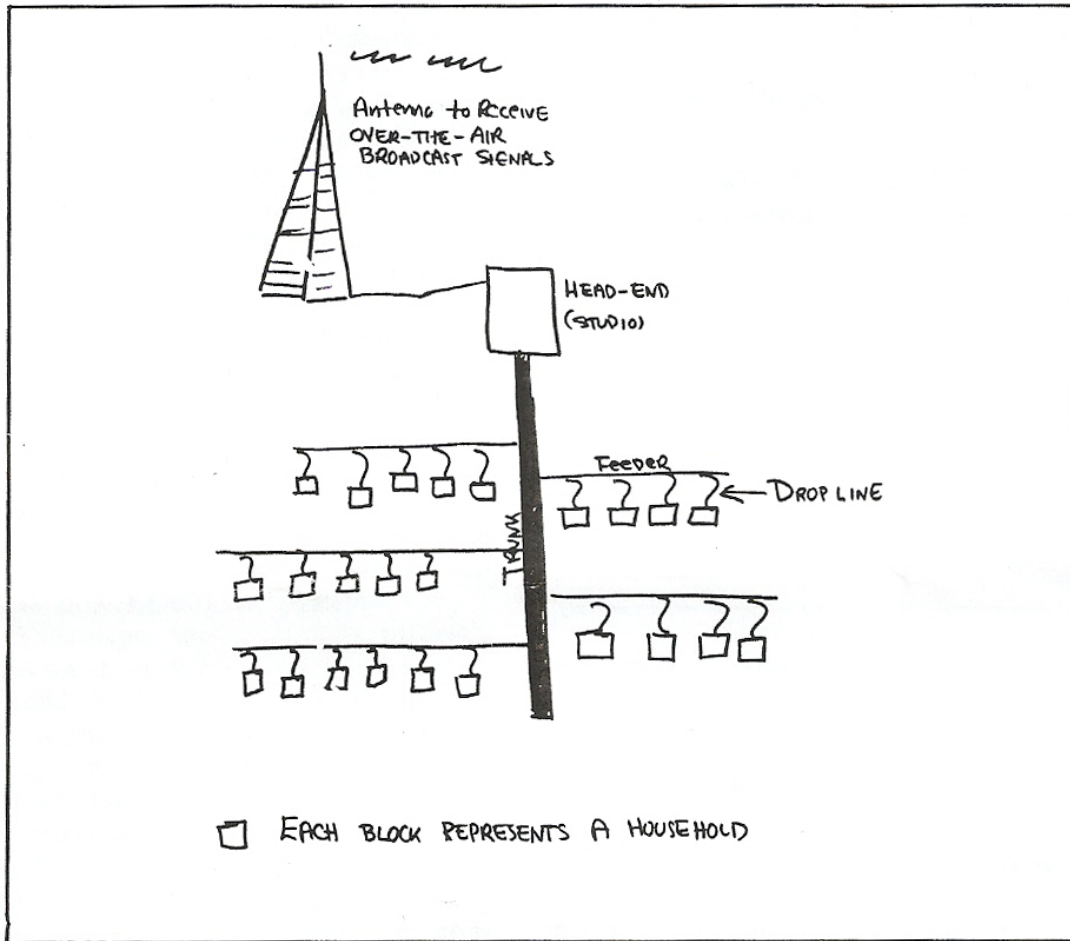 Antenna to Receive
OVER-THE-AIR
BROADCAST SIGNALS
HEAD-END
(STUDIO)
FEEDER
DROP LINE
TRUNK
EACH BLOCK REPRESENTS A HOUSEHOLD